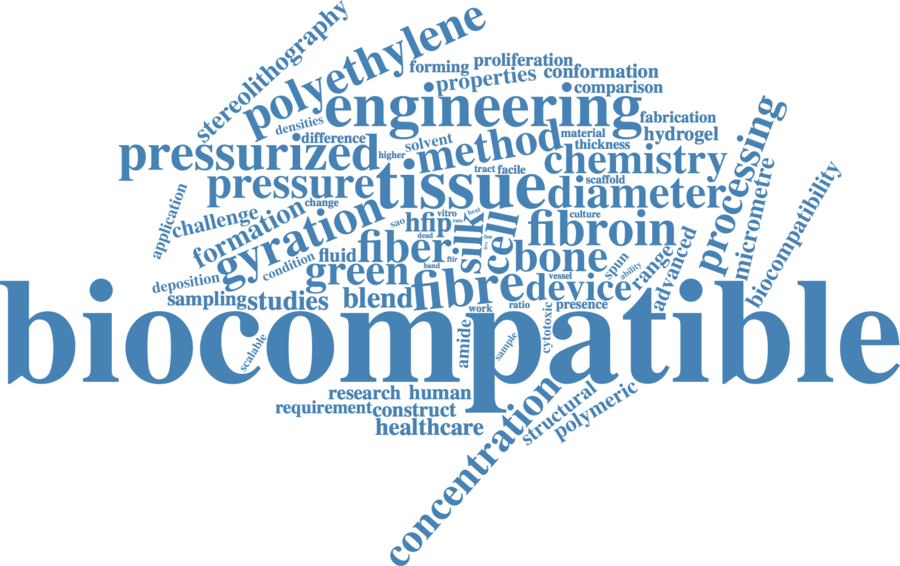 stereolithography
polyethylene
forming
proliferation
properties
conformation
comparison
engineering
densities
fabrication
difference
solvent
material
hydrogel
thickness
pressurized
higher
method
chemistry
processing
tract
facile
scaffold
pressure
tissue
diameter
micrometre
biocompatibility
application
challenge
change
formation
gyration
sao
vitro
hfip
culture
silk
cell
fibroin
dead
fiber
fluid
condition
green
band
ftir
bone
spun
ability
range
advanced
deposition
sampling
studies
blend
fibre
vessel
device
work
ratio
presence
biocompatible
scalable
amide
sample
cytotoxic
research
human
requirement
construct
healthcare
concentration
structural
polymeric